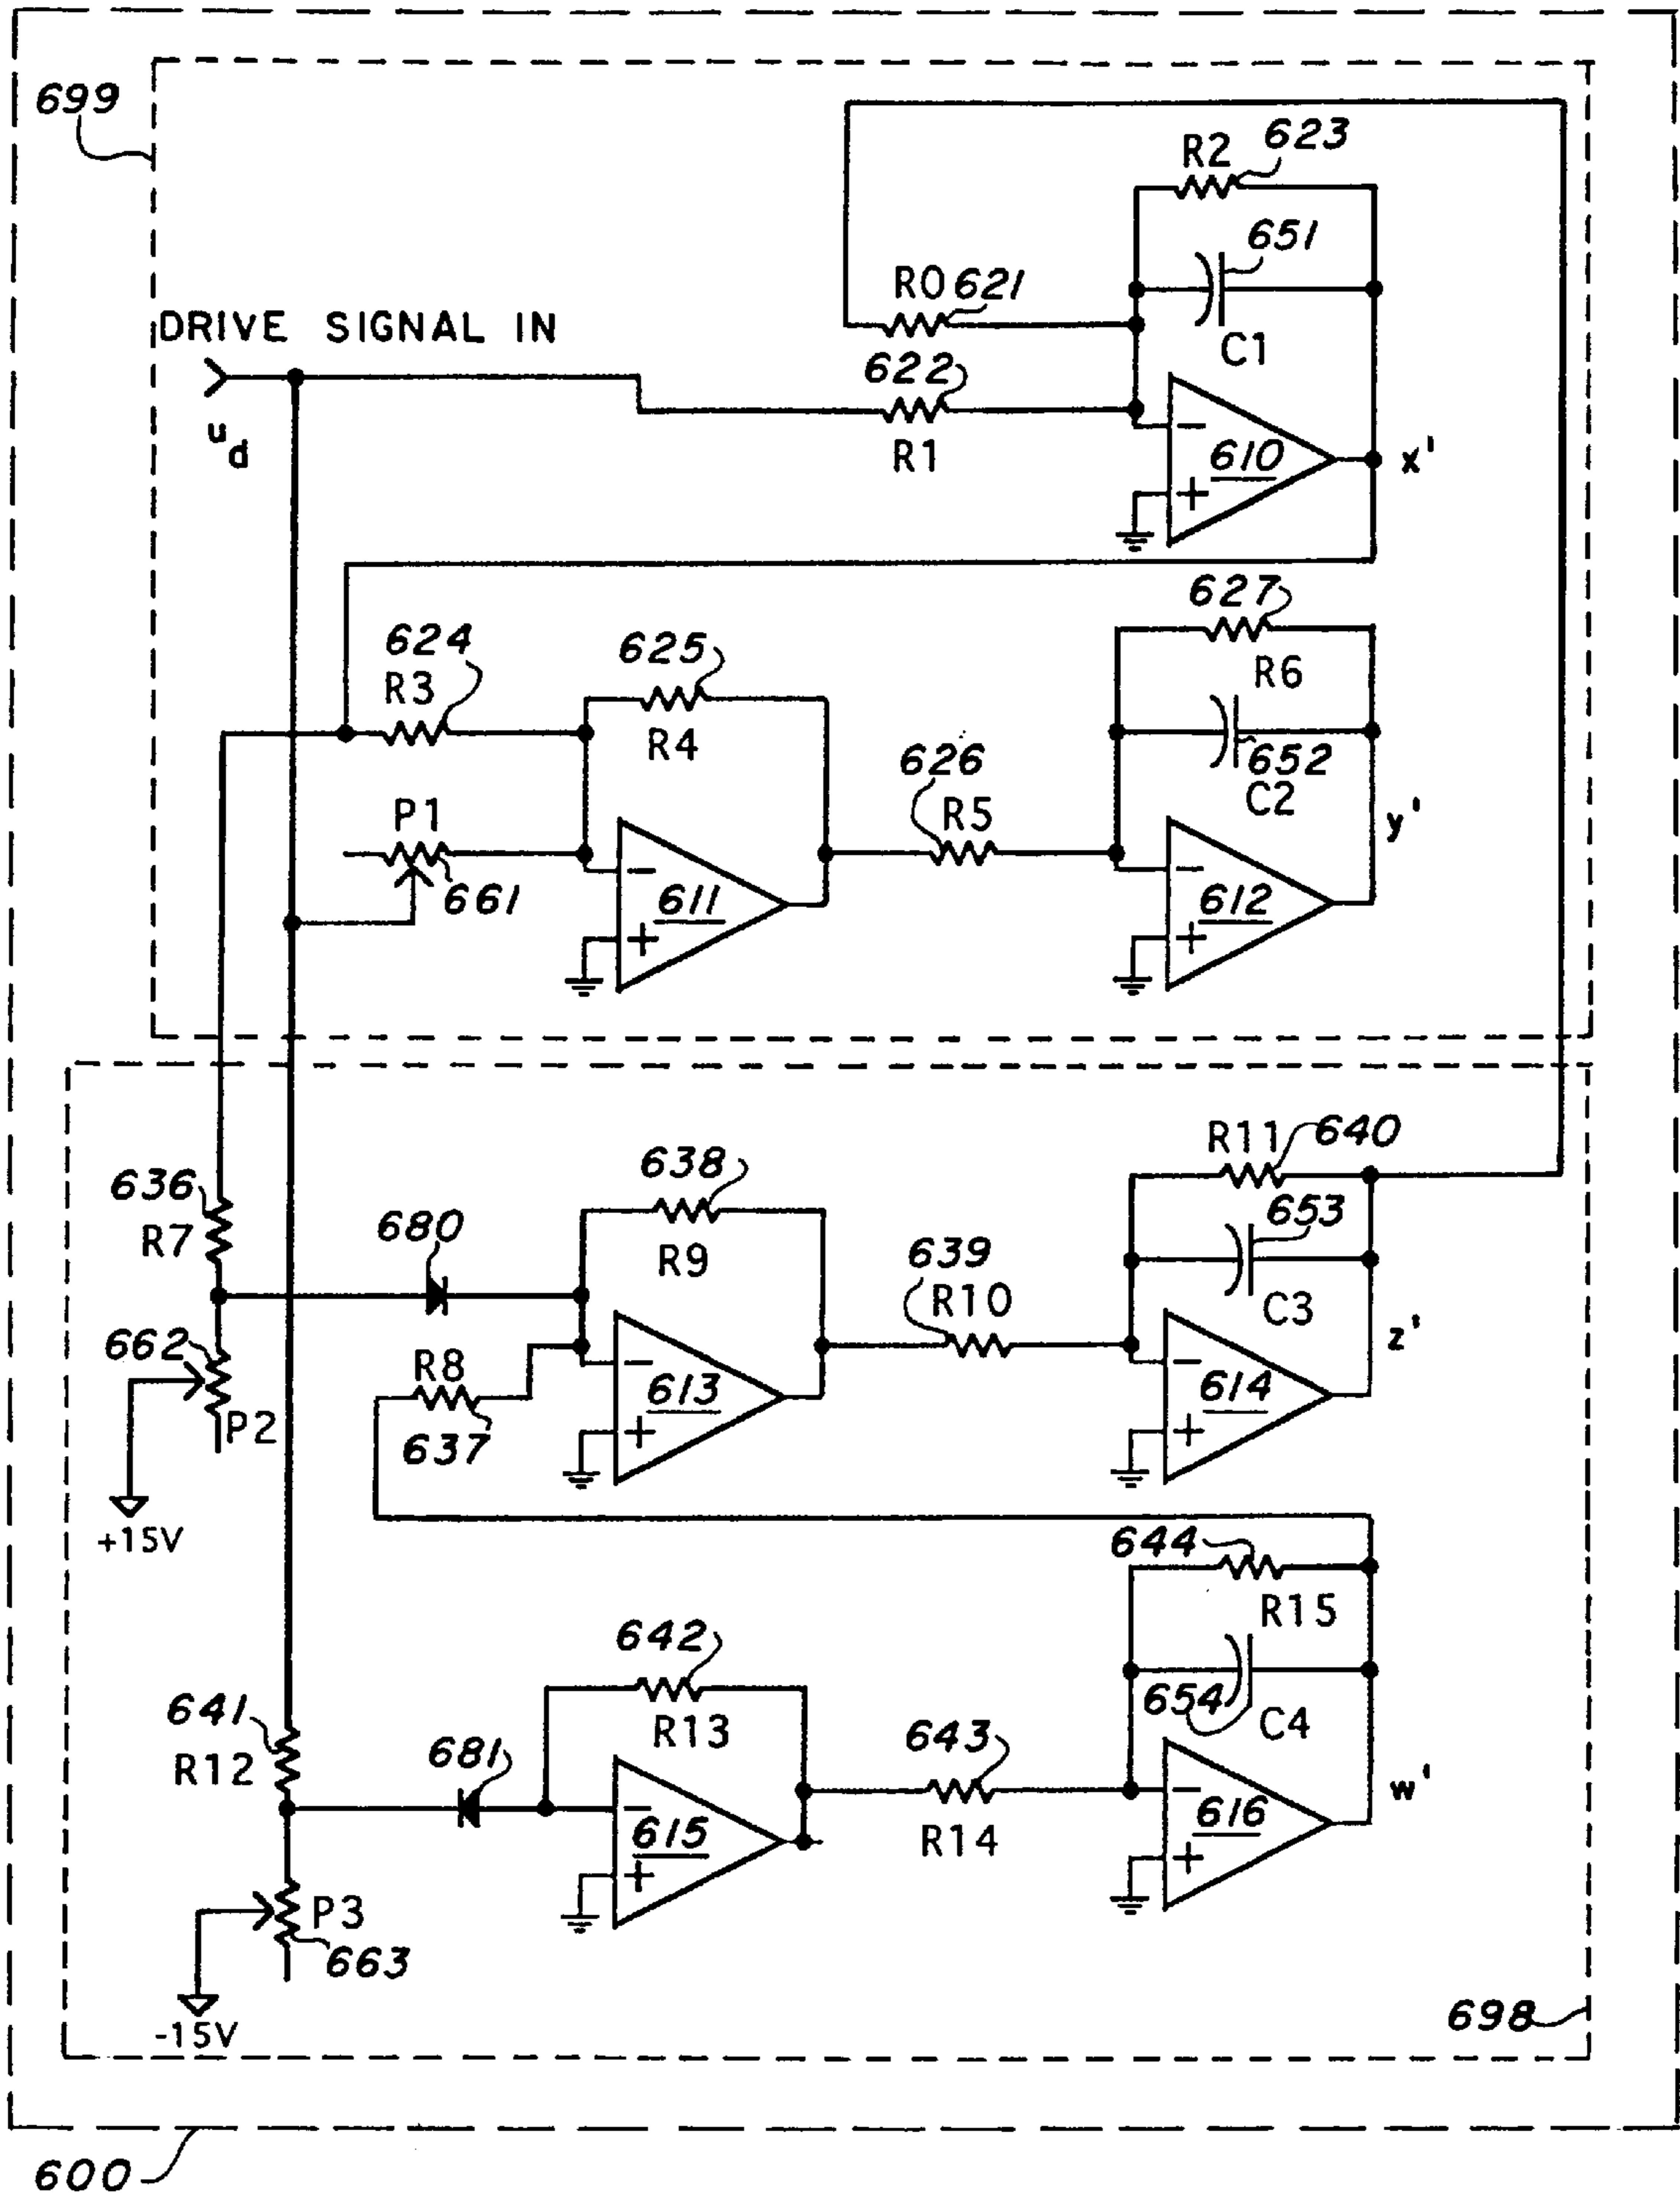 699
R2 623
651
R0 621
C1
DRIVE SIGNAL IN
622
R1
u_d
610
x'
627
R6
624
R3
625
R4
626
R5
652
C2
y'
P1
661
611
612
R11 640
636
R7
638
R9
653
C3
680
639
R10
z'
662
P2
R8
637
613
614
+15V
644
R15
642
R13
654
C4
641
R12
681
643
R14
w'
615
616
P3
663
-15V
698
600